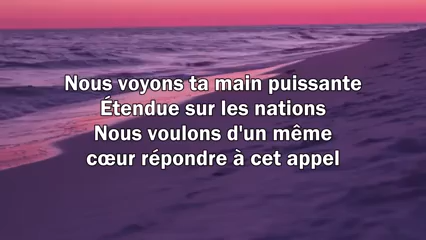 Nous voyons ta main puissante
Étendue sur les nations
Nous voulons d'un même
cœur répondre à cet appel